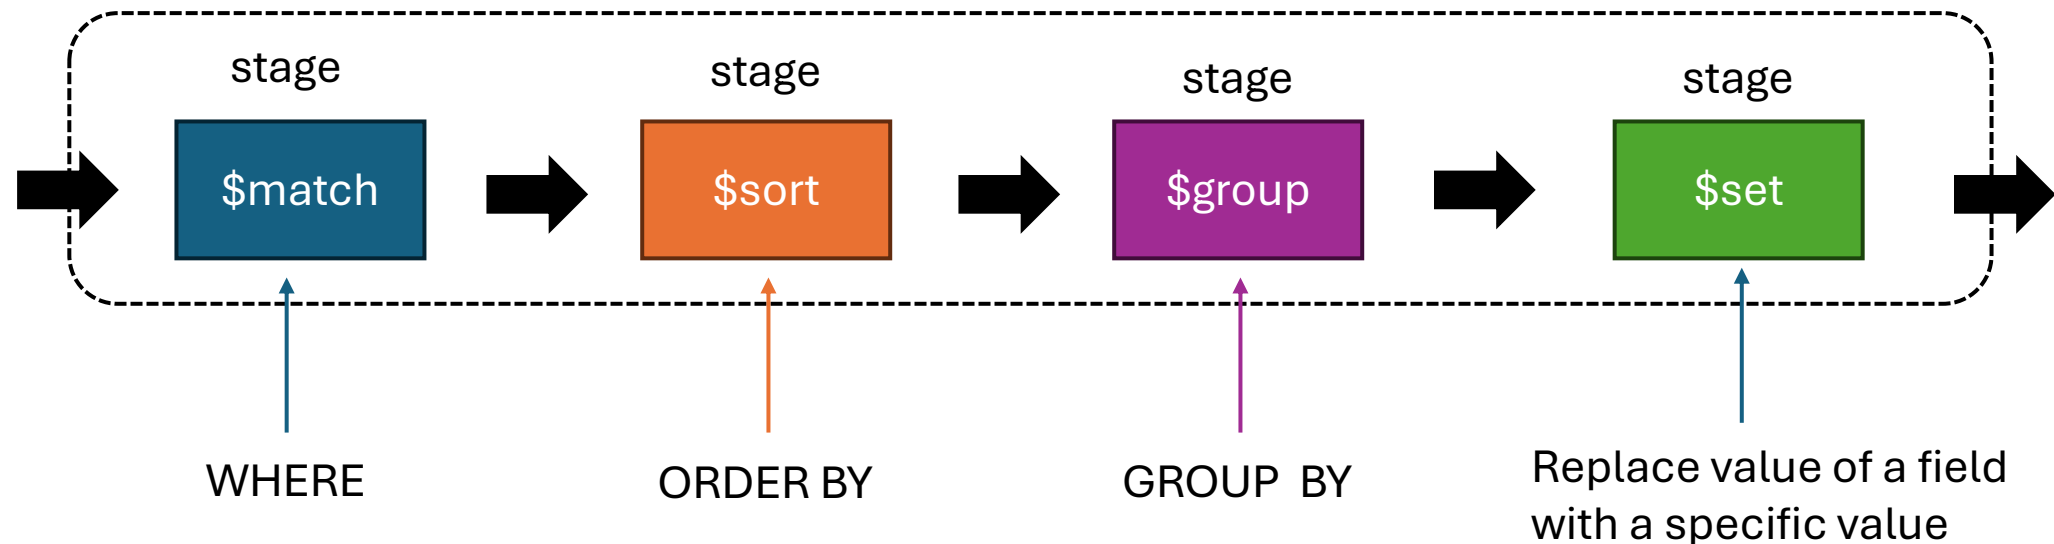 stage
stage
stage
stage
$match
$sort
$group
$set
WHERE
ORDER BY
GROUP  BY
Replace value of a field
with a specific value